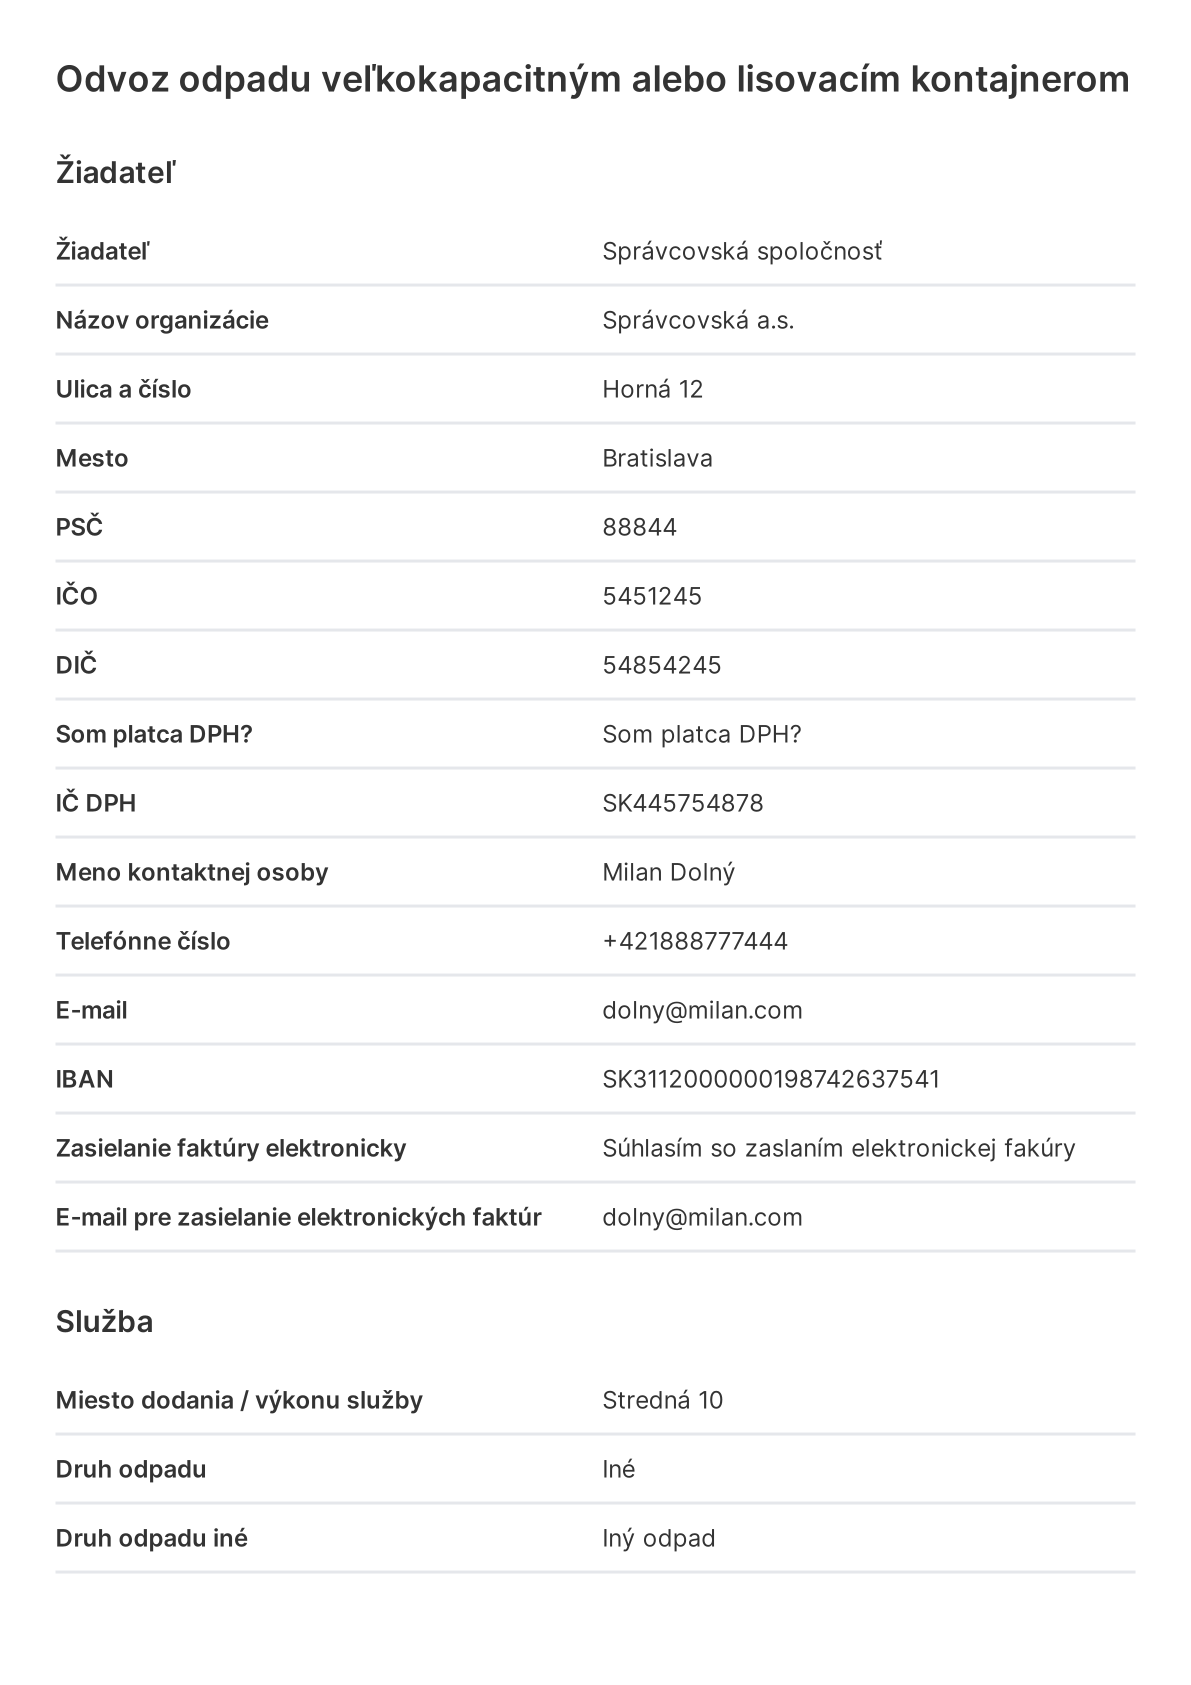 Odvoz odpadu veľkokapacitným alebo lisovacím kontajnerom
Žiadateľ
Žiadateľ Správcovská spoločnosť
Názov organizácie Správcovská a.s.
Ulica a číslo Horná 12
Mesto Bratislava
PSČ 88844
IČO 5451245
DIČ 54854245
Som platca DPH? Som platca DPH?
IČ DPH SK445754878
Meno kontaktnej osoby Milan Dolný
Telefónne číslo +421888777444
E-mail dolny@milan.com
IBAN SK3112000000198742637541
Zasielanie faktúry elektronicky Súhlasím so zaslaním elektronickej fakúry
E-mail pre zasielanie elektronických faktúr dolny@milan.com
Služba
Miesto dodania / výkonu služby Stredná 10
Druh odpadu Iné
Druh odpadu iné Iný odpad